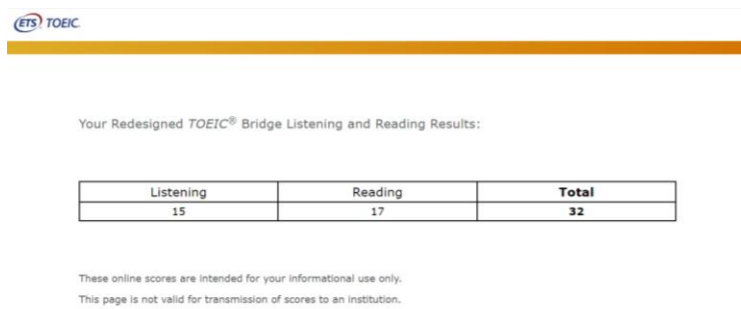 ETS TOEIC.
Your Redesigned TOEIC® Bridge Listening and Reading Results:
Listening Reading Total
15 17 32
These online scores are intended for your informational use only.
This page is not valid for transmission of scores to an institution.